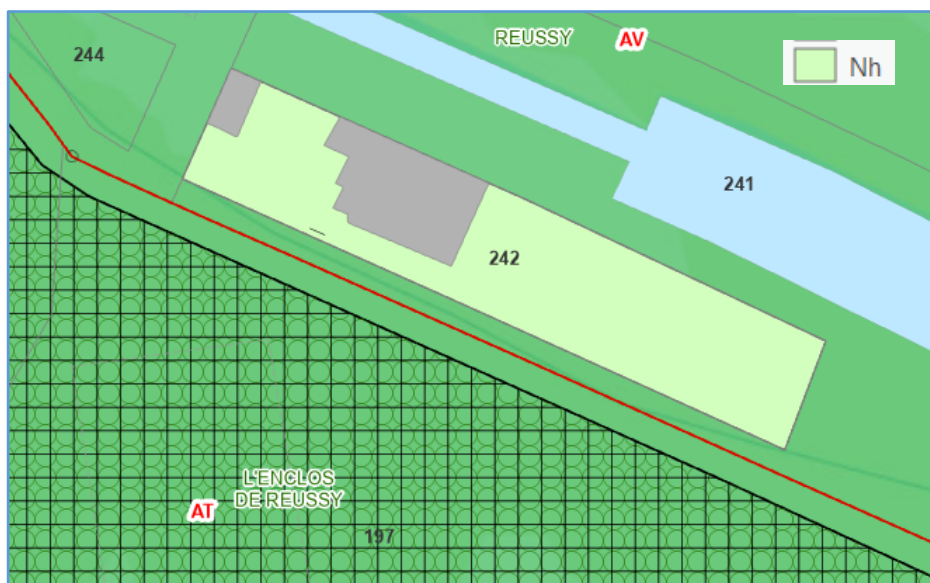 REUSSY AV
244
Nh
241
242
L'ENCLOS
DE REUSSY
AT
197